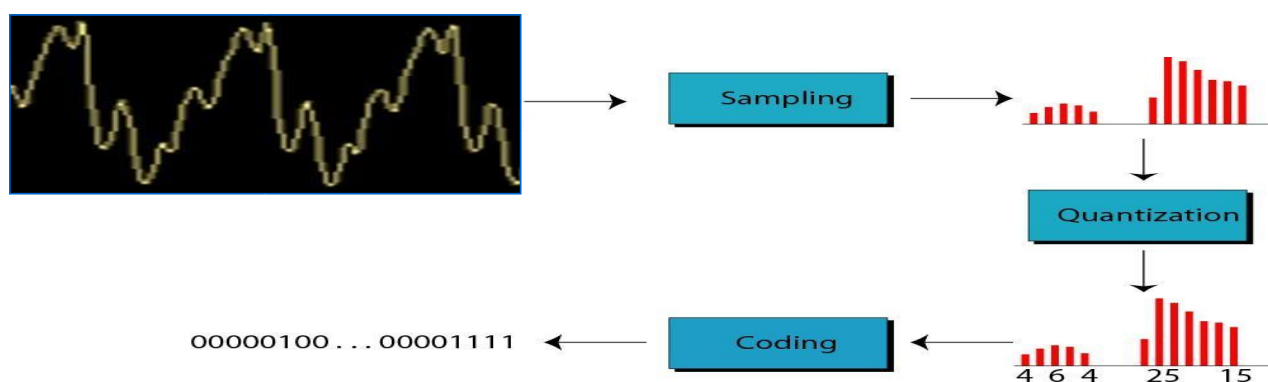 Sampling
Quantization
4 6 4 25 15
Coding
00000100...00001111